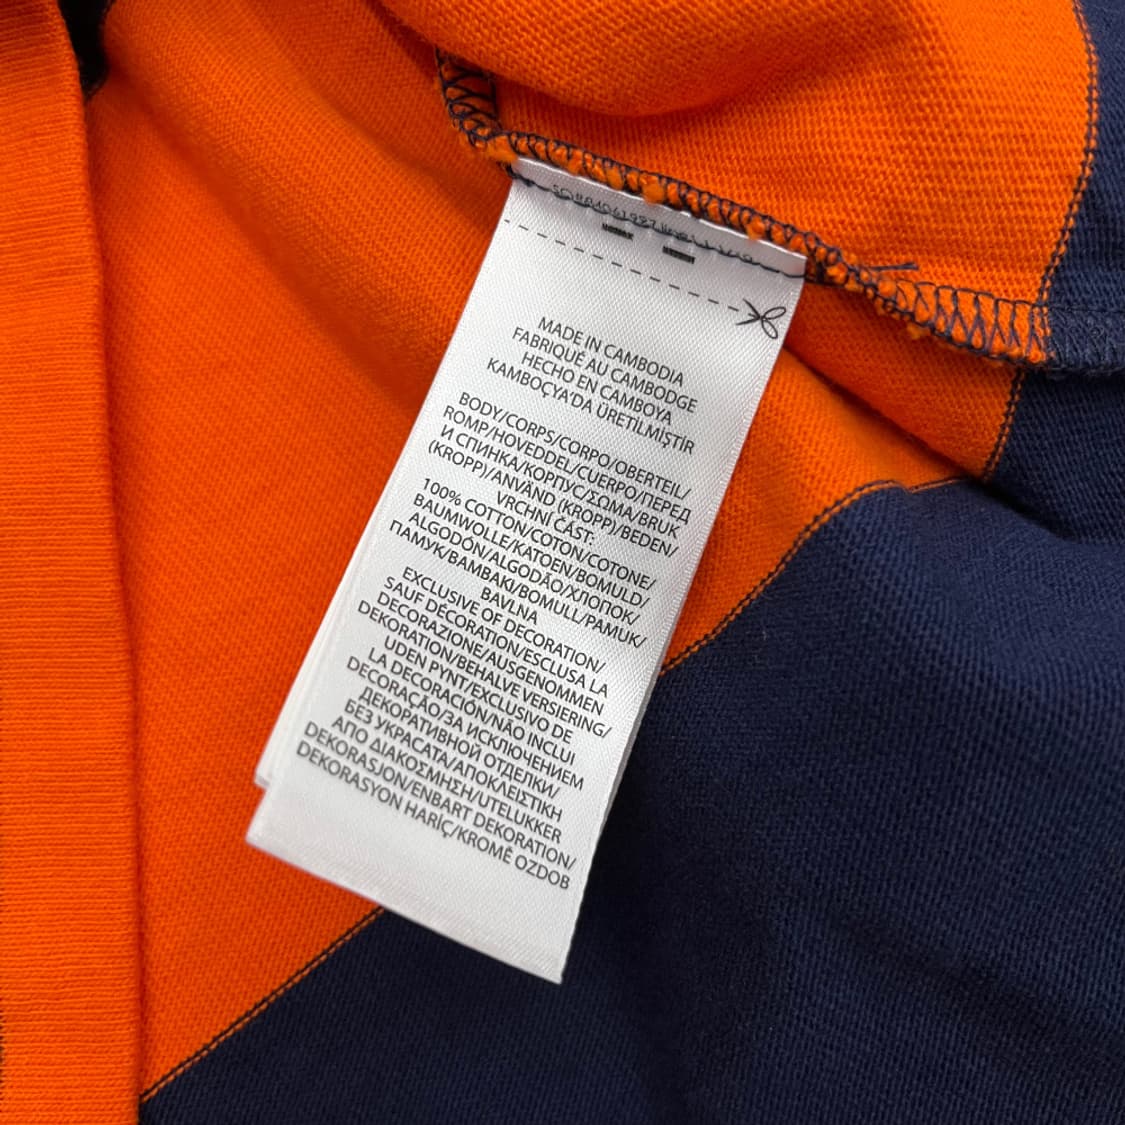 MADE IN CAMBODIA
FABRIQUÉ AU CAMBODGE
HECHO EN CAMBOYA
KAMBOÇYA'DA ÜRETİLMİŞTİR
BODY/CORPS/CORPO/OBERTEIL/
ROMP/HOVEDDEL/CUERPO/ПЕРЕД
И СПИНКА/КОРПУС/ΣΩΜΑ/BRUK
(KROPP)/ANVÄND (KROPP)/BEDEN/
VRCHNÍ ČÁST:
100% COTTON/COTON/COTONE/
BAUMWOLLE/KATOEN/BOMULD/
ALGODÓN/ALGODÃO/ХЛОПОК/
ПАМУК/ΒΑΜΒΑΚΙ/BOMULL/PAMUK/
BAVLNA
EXCLUSIVE OF DECORATION/
SAUF DÉCORATION/ESCLUSA LA
DECORAZIONE/AUSGENOMMEN
DEKORATION/BEHALVE VERSIERING/
UDEN PYNT/EXCLUSIVO DE
LA DECORACIÓN/NÃO INCLUI
DECORAÇÃO/ЗА ИСКЛЮЧЕНИЕМ
ДЕКОРАТИВНОЙ ОТДЕЛКИ/
БЕЗ УКРАСАТА/ΑΠΟΚΛΕΙΣΤΙΚΗ
ΑΠΟ ΔΙΑΚΟΣΜΗΣΗ/UTELUKKER
DEKORASJON/ENBART DEKORATION/
DEKORASYON HARİÇ/KROMĚ OZDOB